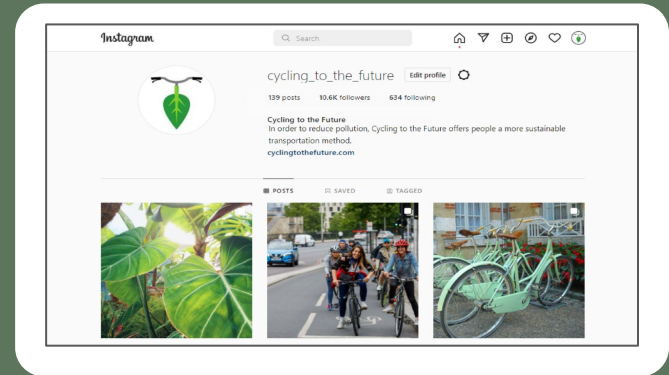 Instagram
Search
cycling_to_the_future Edit profile
139 posts 10.6K followers 634 following
Cycling to the Future
In order to reduce pollution, Cycling to the Future offers people a more sustainable
transportation method.
cyclingtothefuture.com
POSTS SAVED TAGGED